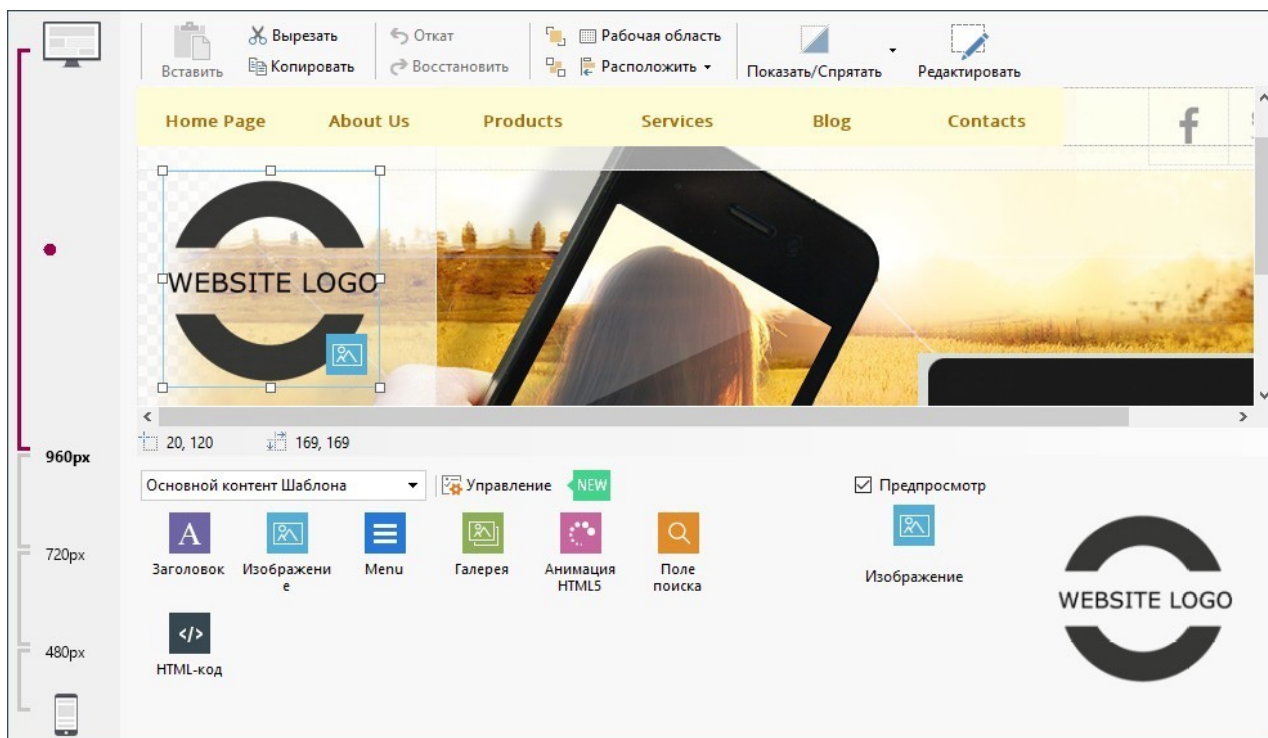 Вставить
Вырезать
Копировать
Откат
Восстановить
Рабочая область
Расположить
Показать/Спрятать
Редактировать
Home Page About Us Products Services Blog Contacts
f
WEBSITE LOGO
20, 120 169, 169
960px
720px
480px
Основной контент Шаблона
Управление
NEW
Предпросмотр
A
Заголовок
Изображени
е
Menu
Галерея
Анимация
HTML5
Поле
поиска
</>
HTML-код
Изображение
WEBSITE LOGO